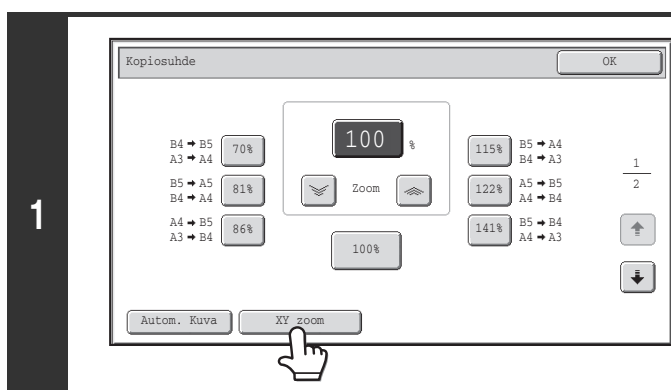 1
Kopiosuhde
OK
B4 → B5
A3 → A4
70%
B5 → A5
B4 → A4
81%
A4 → B5
A3 → B4
86%
100 %
Zoom
100%
115%
B5 → A4
B4 → A3
122%
A5 → B5
A4 → B4
141%
B5 → B4
A4 → A3
1
2
Autom. Kuva
XY zoom